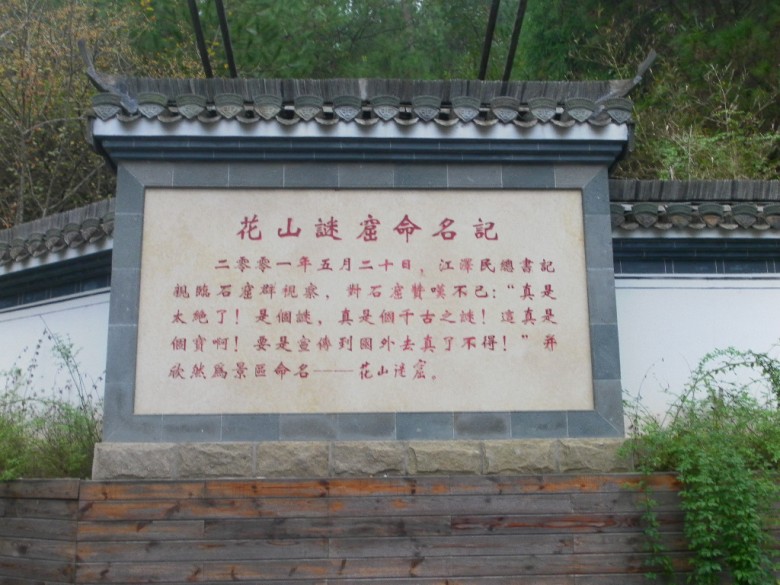 花山謎窟命名記
二零零一年五月二十日，江澤民總書記
親臨石窟群視察，對石窟贊嘆不已：“真是
太絶了！是個謎，真是個千古之謎！這真是
個寶啊！要是宣傳到國外去真了不得！”并
欣然爲景區命名——花山謎窟。